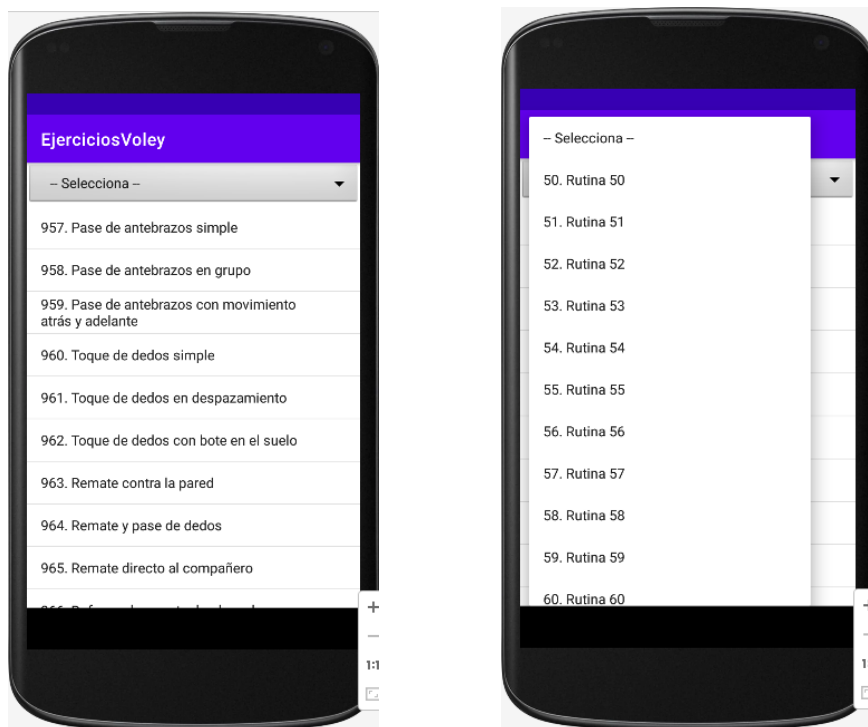 EjerciciosVoley
-- Selecciona --
957. Pase de antebrazos simple
958. Pase de antebrazos en grupo
959. Pase de antebrazos con movimiento
atrás y adelante
960. Toque de dedos simple
961. Toque de dedos en despazamiento
962. Toque de dedos con bote en el suelo
963. Remate contra la pared
964. Remate y pase de dedos
965. Remate directo al compañero
1:1
-- Selecciona --
50. Rutina 50
51. Rutina 51
52. Rutina 52
53. Rutina 53
54. Rutina 54
55. Rutina 55
56. Rutina 56
57. Rutina 57
58. Rutina 58
59. Rutina 59
60. Rutina 60